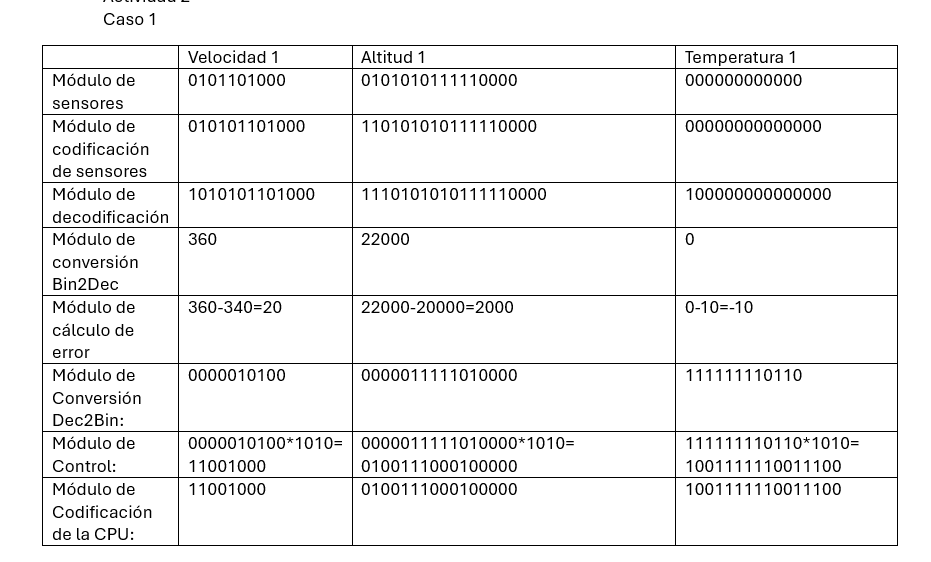 Actividad 2
Caso 1
Velocidad 1 Altitud 1 Temperatura 1
Módulo de
sensores
0101101000
0101010111110000
000000000000
Módulo de
codificación
de sensores
010101101000
110101010111110000
00000000000000
Módulo de
decodificación
1010101101000
1110101010111110000
100000000000000
Módulo de
conversión
Bin2Dec
360
22000
0
Módulo de
cálculo de
error
360-340=20
22000-20000=2000
0-10=-10
Módulo de
Conversión
Dec2Bin:
0000010100
0000011111010000
111111110110
Módulo de
Control:
0000010100*1010=
11001000
0000011111010000*1010=
0100111000100000
111111110110*1010=
1001111110011100
Módulo de
Codificación
de la CPU:
11001000
0100111000100000
1001111110011100